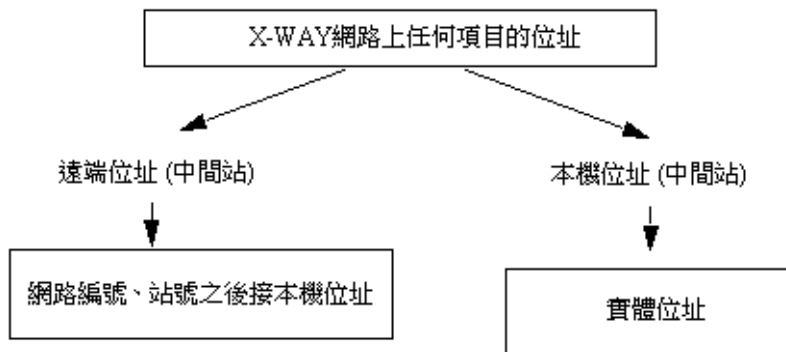 X-WAY網路上任何項目的位址
遠端位址 (中間站)
本機位址 (中間站)
網路編號、站號之後接本機位址
實體位址